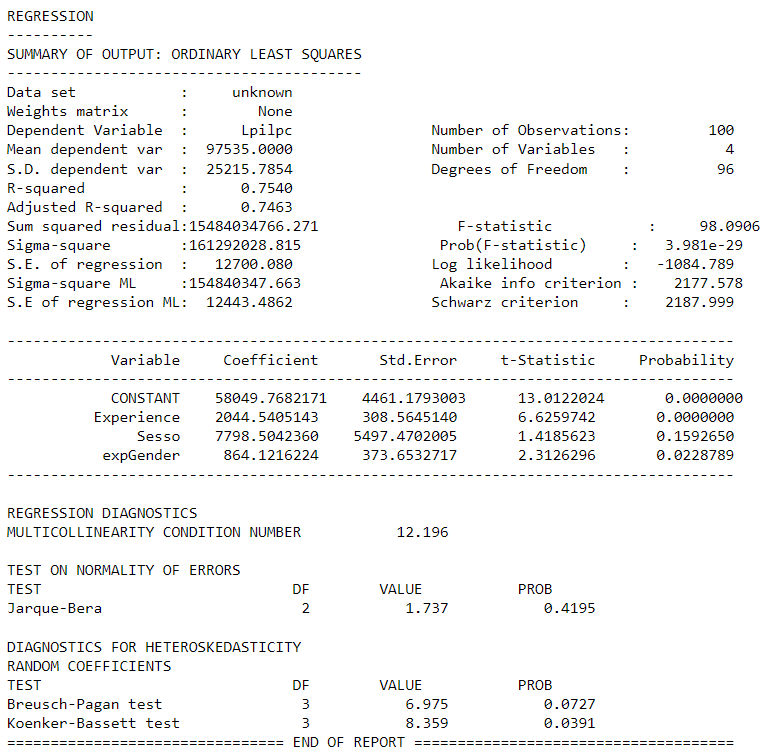 REGRESSION
----------
SUMMARY OF OUTPUT: ORDINARY LEAST SQUARES
-----------------------------------------
Data set            :     unknown
Weights matrix      :        None
Dependent Variable  :      Lpilpc                Number of Observations:         100
Mean dependent var  :  97535.0000                Number of Variables   :           4
S.D. dependent var  :  25215.7854                Degrees of Freedom    :          96
R-squared           :      0.7540
Adjusted R-squared  :      0.7463
Sum squared residual:15484034766.271                F-statistic           :     98.0906
Sigma-square        :161292028.815                Prob(F-statistic)     :   3.981e-29
S.E. of regression  :   12700.080                Log likelihood        :   -1084.789
Sigma-square ML     :154840347.663                Akaike info criterion :    2177.578
S.E of regression ML:  12443.4862                Schwarz criterion     :    2187.999
------------------------------------------------------------------------------------
            Variable     Coefficient       Std.Error     t-Statistic     Probability
------------------------------------------------------------------------------------
            CONSTANT    58049.7682171    4461.1793003      13.0122024       0.0000000
          Experience    2044.5405143     308.5645140       6.6259742       0.0000000
               Sesso    7798.5042360    5497.4702005       1.4185623       0.1592650
           expGender     864.1216224     373.6532717       2.3126296       0.0228789
------------------------------------------------------------------------------------
REGRESSION DIAGNOSTICS
MULTICOLLINEARITY CONDITION NUMBER           12.196
TEST ON NORMALITY OF ERRORS
TEST                             DF        VALUE           PROB
Jarque-Bera                       2           1.737           0.4195
DIAGNOSTICS FOR HETEROSKEDASTICITY
RANDOM COEFFICIENTS
TEST                             DF        VALUE           PROB
Breusch-Pagan test                3           6.975           0.0727
Koenker-Bassett test              3           8.359           0.0391
================================ END OF REPORT =====================================